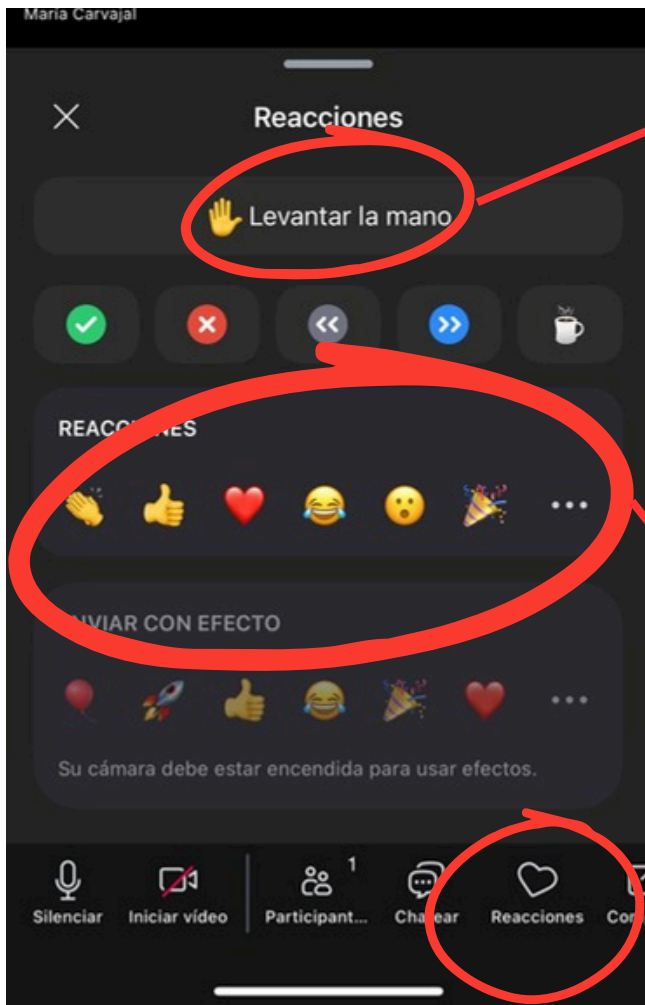 Maria Carvajal
Reacciones
Levantar la mano
REACCIONES
ENVIAR CON EFECTO
Su cámara debe estar encendida para usar efectos.
1
Silenciar Iniciar vídeo Participant... Chatear Reacciones